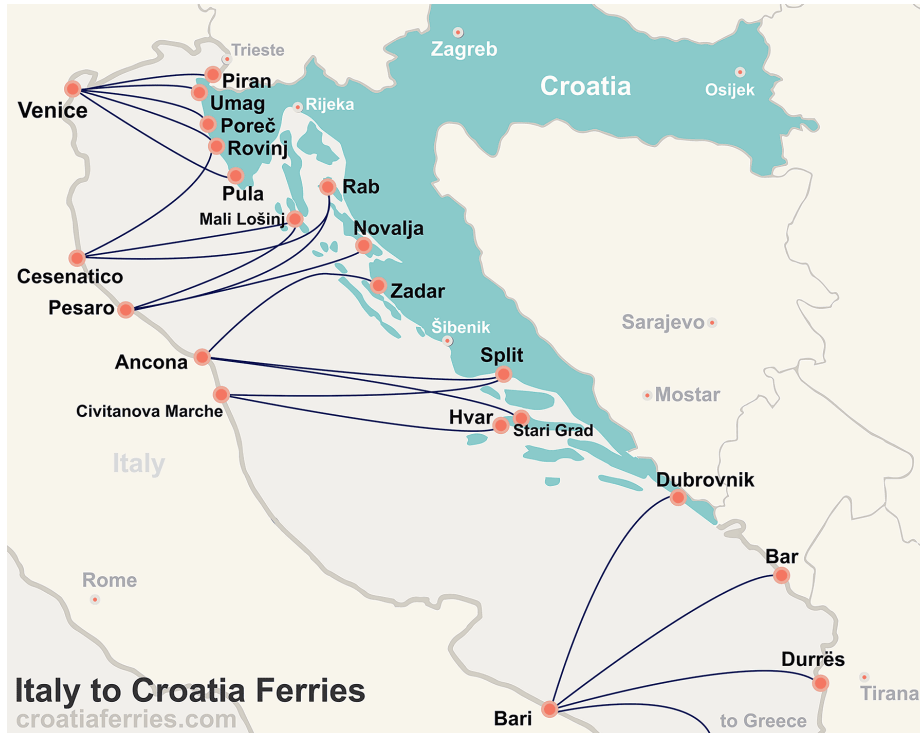 Trieste
Zagreb
Piran
Croatia
Osijek
Venice
Umag
Rijeka
Poreč
Rovinj
Pula
Rab
Mali Lošinj
Novalja
Cesenatico
Zadar
Pesaro
Šibenik
Sarajevo
Split
Ancona
Mostar
Civitanova Marche
Hvar
Stari Grad
Italy
Dubrovnik
Bar
Rome
Durrës
Italy to Croatia Ferries
Tirana
croatiaferries.com
Bari
to Greece